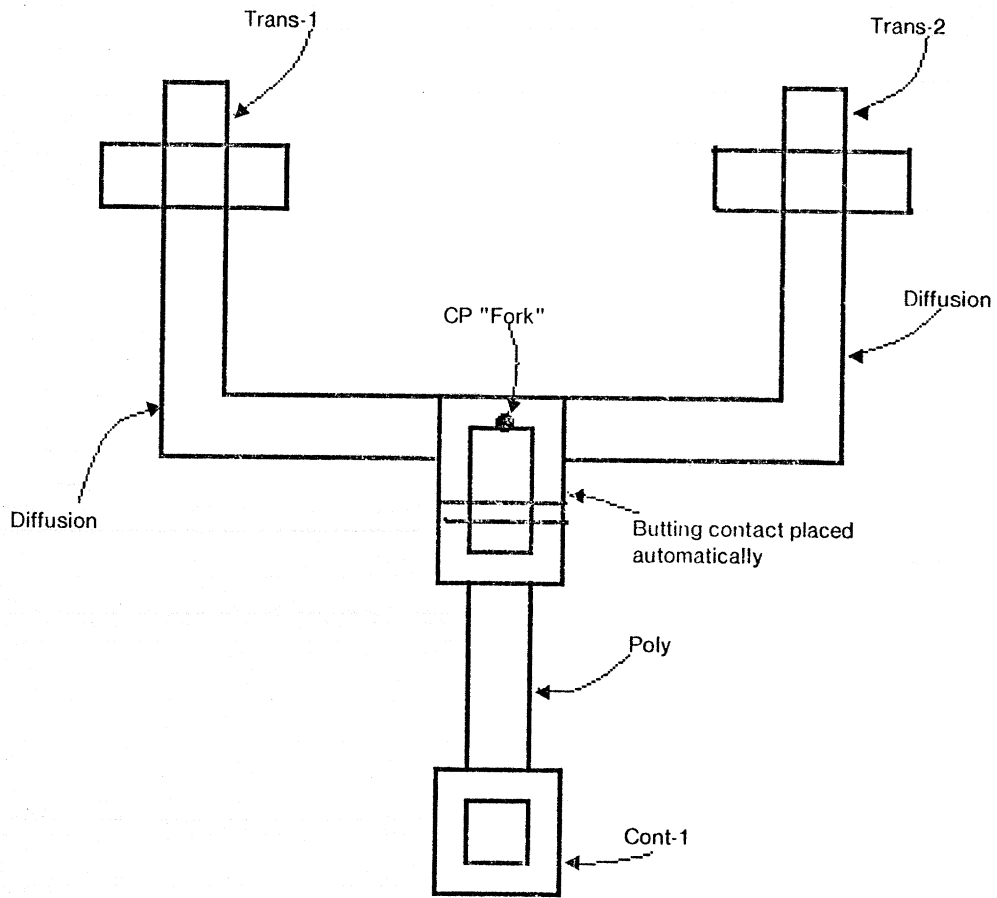 Trans-1
Trans-2
Diffusion
CP "Fork"
Diffusion
Butting contact placed
automatically
Poly
Cont-1